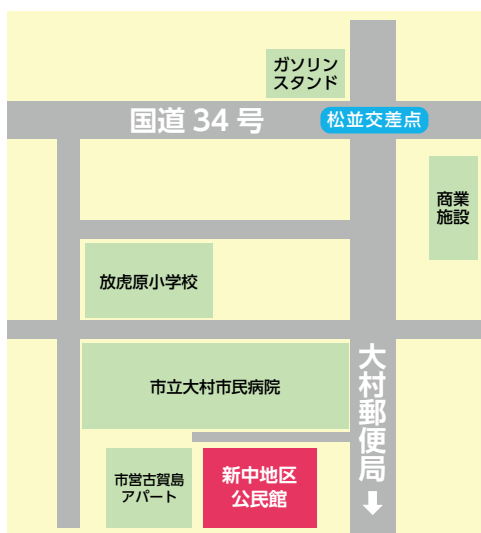 ガソリン
スタンド
国道 34 号
松並交差点
商業
施設
放虎原小学校
市立大村市民病院
大村郵便局
市営古賀島
アパート
新中地区
公民館